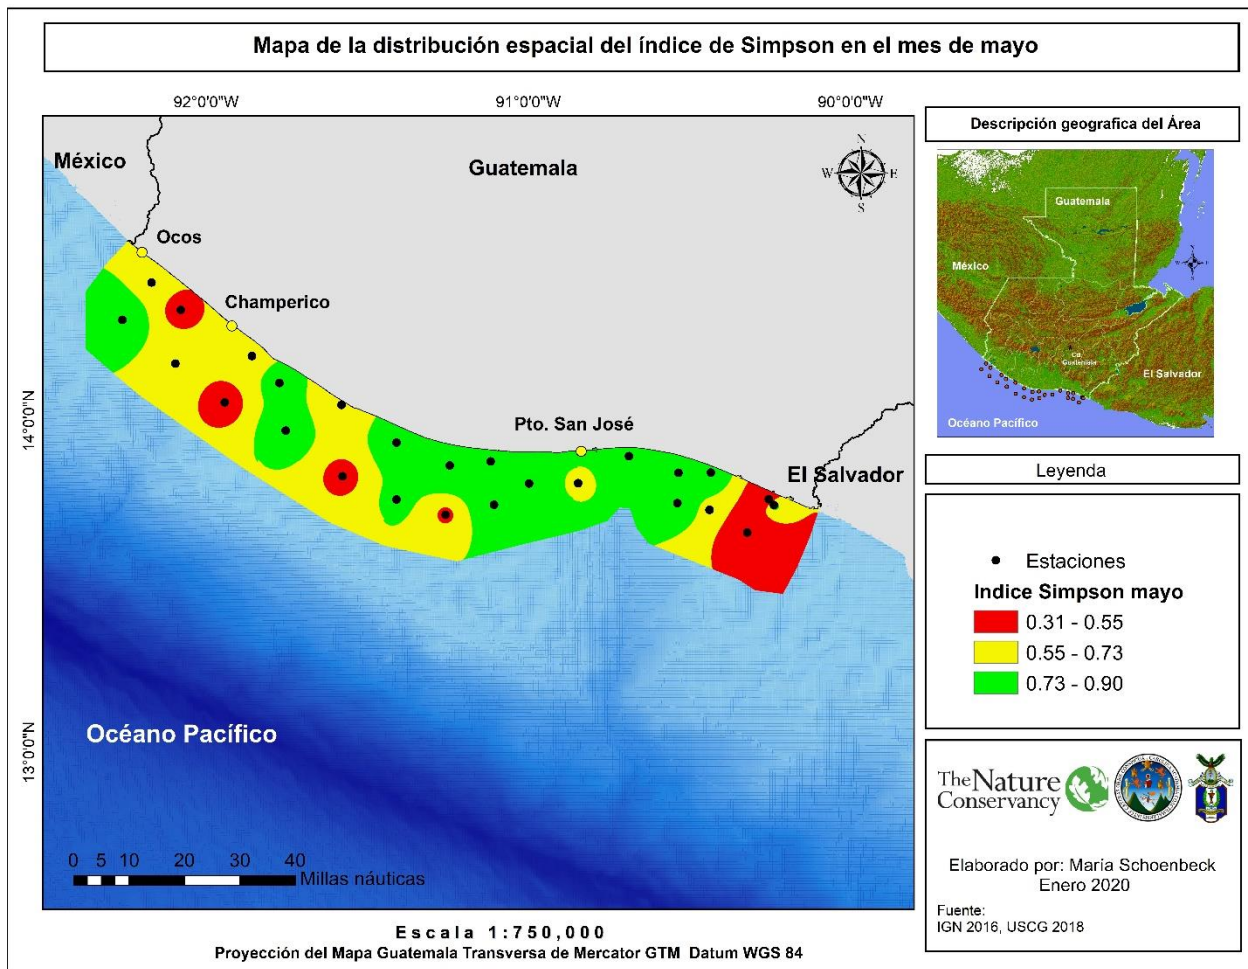 Mapa de la distribución espacial del índice de Simpson en el mes de mayo
92°0'0"W
91°0'0"W
90°0'0"W
14°0'0"N
13°0'0"N
México
Guatemala
N
W
E
S
Ocos
Champerico
Pto. San José
El Salvador
Océano Pacífico
0 5 10 20 30 40
Millas náuticas
Escala 1:750,000
Proyección del Mapa Guatemala Transversa de Mercator GTM Datum WGS 84
Descripción geografica del Área
Guatemala
México
Cd.
Guatemala
El Salvador
Océano Pacífico
Leyenda
Estaciones
Indice Simpson mayo
0.31 - 0.55
0.55 - 0.73
0.73 - 0.90
The Nature
Conservancy
Elaborado por: María Schoenbeck
Enero 2020
Fuente:
IGN 2016, USCG 2018